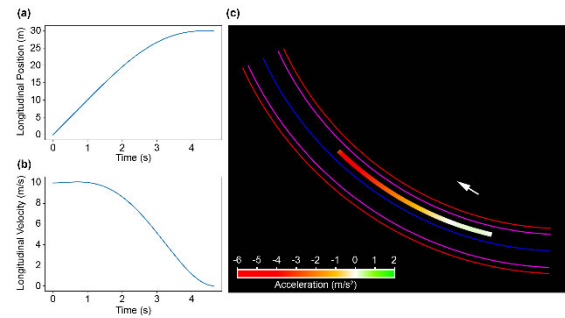 (a)
Longitudinal Position (m)
30
25
20
15
10
5
0
0 1 2 3 4
Time (s)
(b)
Longitudinal Velocity (m/s)
10
8
6
4
2
0
0 1 2 3 4
Time (s)
(c)
-6 -5 -4 -3 -2 -1 0 1 2
Acceleration (m/s²)